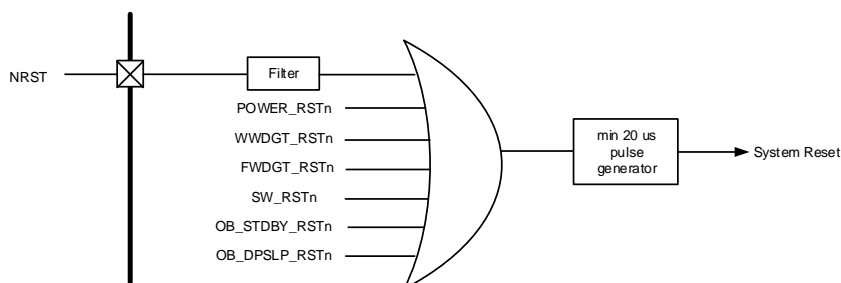 NRST
Filter
POWER_RSTn
WWDGT_RSTn
FWDGT_RSTn
SW_RSTn
OB_STDBY_RSTn
OB_DPSLP_RSTn
min 20 us
pulse
generator
System Reset